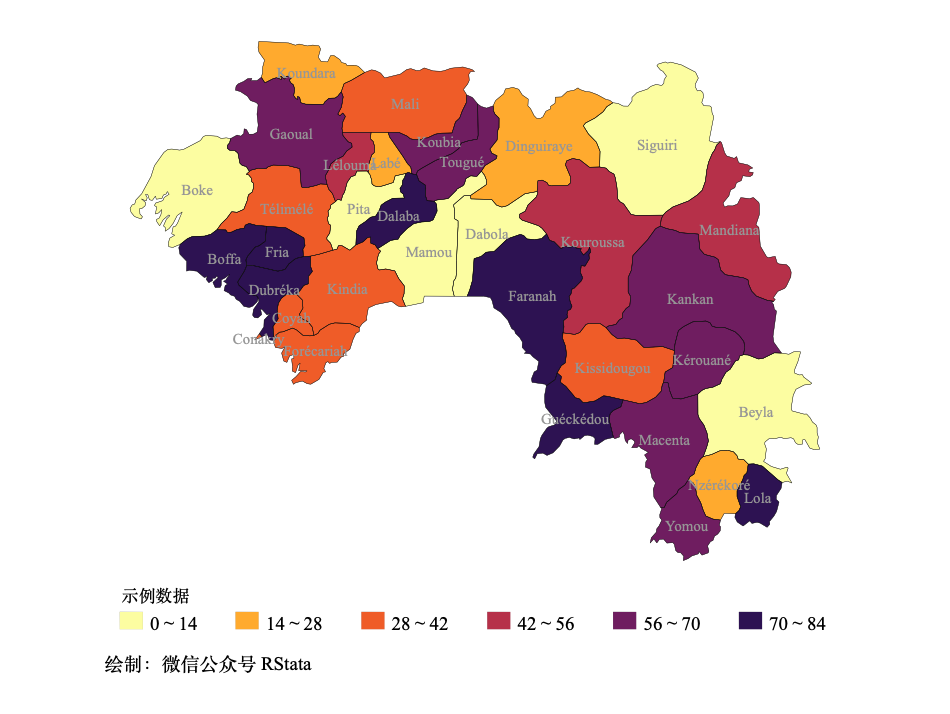 Koundara
Mali
Gaoual
Koubia
Dinguiraye
Siguiri
Lélouma
Labé
Tougué
Boke
Télimélé
Pita
Dalaba
Dabola
Kouroussa
Mandiana
Boffa
Fria
Mamou
Dubréka
Kindia
Faranah
Kankan
Coyah
Conakry
Forécariah
Kissidougou
Kérouané
Guéckédou
Macenta
Beyla
Nzérékoré
Lola
Yomou
示例数据
0 ~ 14 14 ~ 28 28 ~ 42 42 ~ 56 56 ~ 70 70 ~ 84
绘制：微信公众号 RStata